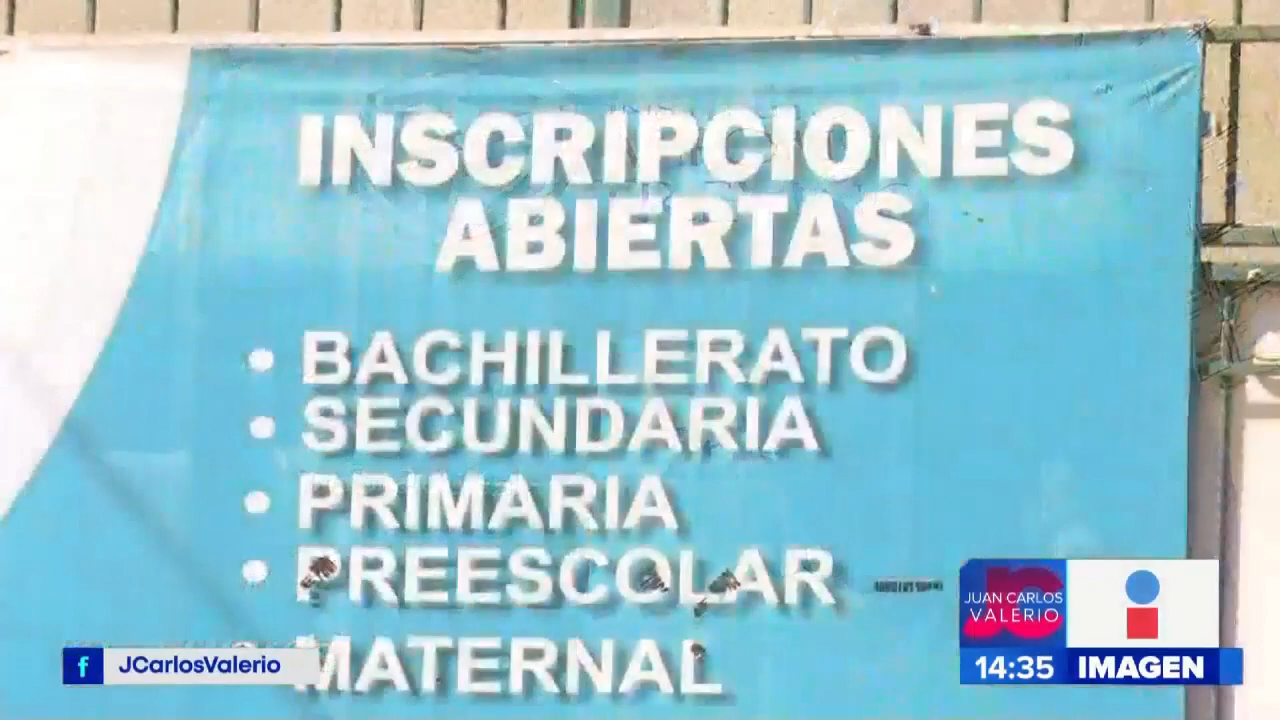 INSCRIPCIONES
ABIERTAS
• BACHILLERATO
• SECUNDARIA
• PRIMARIA
• PREESCOLAR
MATERNAL
f JCarlosValerio
JUAN CARLOS
VALERIO
14:35 IMAGEN